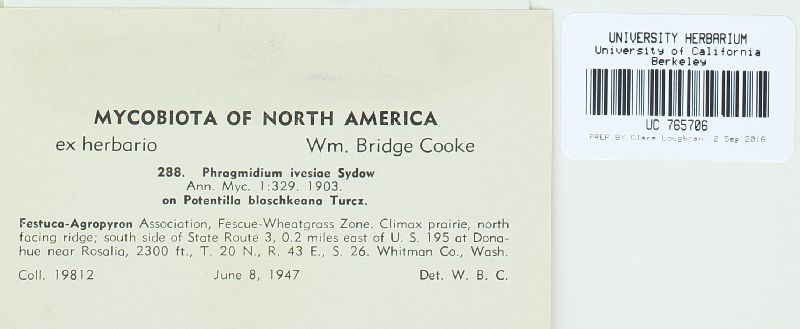 MYCOBIOTA OF NORTH AMERICA
ex herbario Wm. Bridge Cooke
288. Phragmidium ivesiae Sydow
Ann. Myc. 1:329. 1903.
on Potentilla blaschkeana Turcz.
Festuca-Agropyron Association, Fescue-Wheatgrass Zone. Climax prairie, north
facing ridge; south side of State Route 3, 0.2 miles east of U. S. 195 at Dona-
hue near Rosalia, 2300 ft., T. 20 N., R. 43 E., S. 26. Whitman Co., Wash.
Coll. 19812 June 8, 1947 Det. W. B. C.
UNIVERSITY HERBARIUM
University of California
Berkeley
UC 765706
PREP BY Clare Loughran, 2 Sep 2016